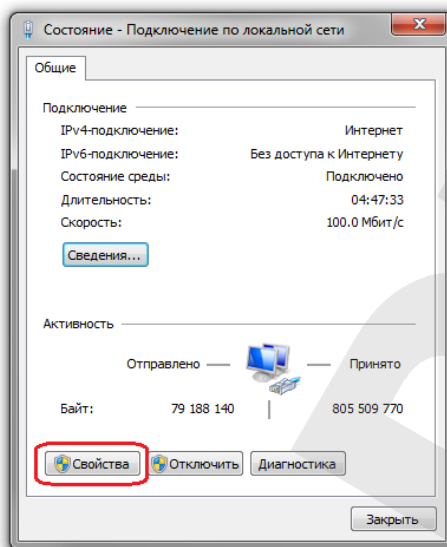 Состояние - Подключение по локальной сети
Общие
Подключение
IPv4-подключение: Интернет
IPv6-подключение: Без доступа к Интернету
Состояние среды: Подключено
Длительность: 04:47:33
Скорость: 100.0 Мбит/с
Сведения...
Активность
Отправлено — Принято
Байт: 79 188 140 | 805 509 770
Свойства Отключить Диагностика
Закрыть